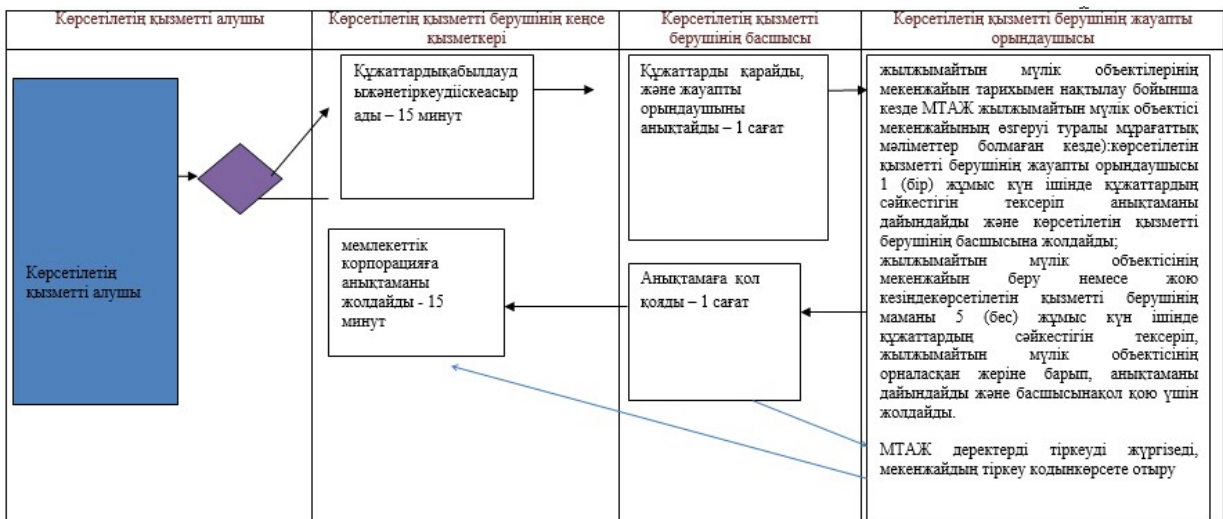 Көрсетілетің қызметті алушы
Көрсетілетің қызметті берушінің кеңсе
қызметкері
Көрсетілетің қызметті
берушінің басшысы
Көрсетілетің қызметті берушінің жауапты
орындаушысы
Көрсетілетің
қызметті алушы
Құжаттардықабылдауд
ыжәнетіркеудііскеасыр
ады – 15 минут
мемлекеттік
корпорацияға
анықтаманы
жолдайды - 15
минут
Құжаттарды қарайды,
және жауапты
орындаушыны
анықтайды – 1 сағат
Анықтамаға қол
қояды – 1 сағат
жылжымайтын мүлік объектілерінің
мекенжайын тарихымен нақтылау бойынша
кезде МТАЖ жылжымайтын мүлік объектісі
мекенжайының өзгеруі туралы мұрағаттық
мәліметтер болмаған кезде):көрсетілетін
қызметті берушінің жауапты орындаушысы
1 (бір) жұмыс күн ішінде құжаттардың
сәйкестігін тексеріп анықтаманы
дайындайды және көрсетілетін қызметті
берушінің басшысына жолдайды;
жылжымайтын мүлік объектісінің
мекенжайын беру немесе жою
кезіндекөрсетілетін қызметті берушінің
маманы 5 (бес) жұмыс күн ішінде
құжаттардың сәйкестігін тексеріп,
жылжымайтын мүлік объектісінің
орналасқан жеріне барып, анықтаманы
дайындайды және басшысынақол қою үшін
жолдайды.
МТАЖ деректерді тіркеуді жүргізеді,
мекенжайдың тіркеу кодынкөрсете отыру